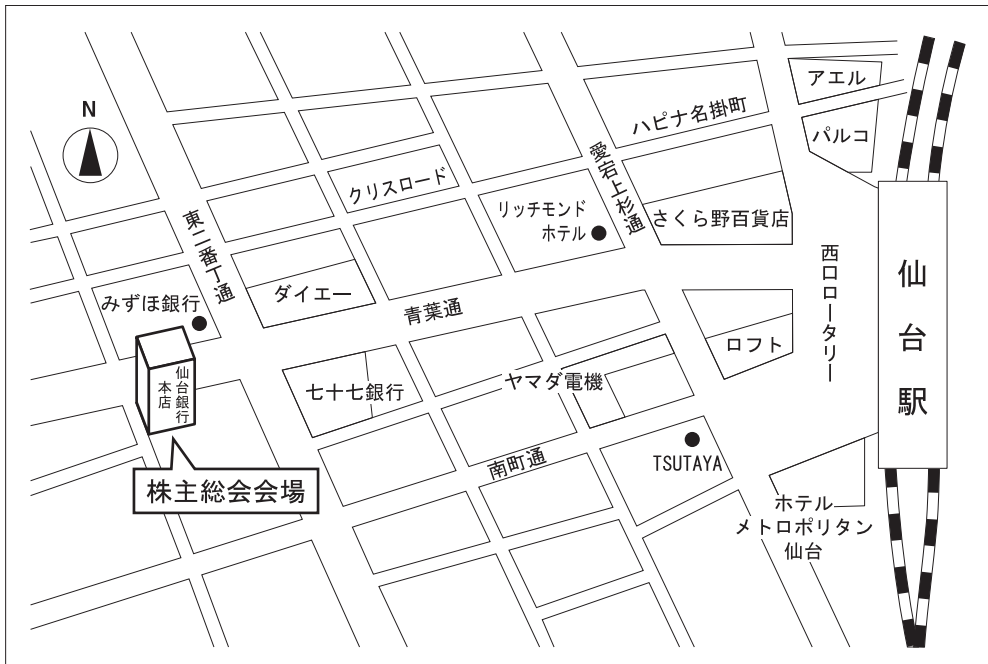 N
アエル
パルコ
ハピナ名掛町
愛宕上杉通
クリスロード
リッチモンド
ホテル
さくら野百貨店
東二番丁通
みずほ銀行
ダイエー
青葉通
西口ロータリー
仙台駅
ロフト
仙台銀行
本店
七十七銀行
ヤマダ電機
南町通
TSUTAYA
株主総会会場
ホテル
メトロポリタン
仙台